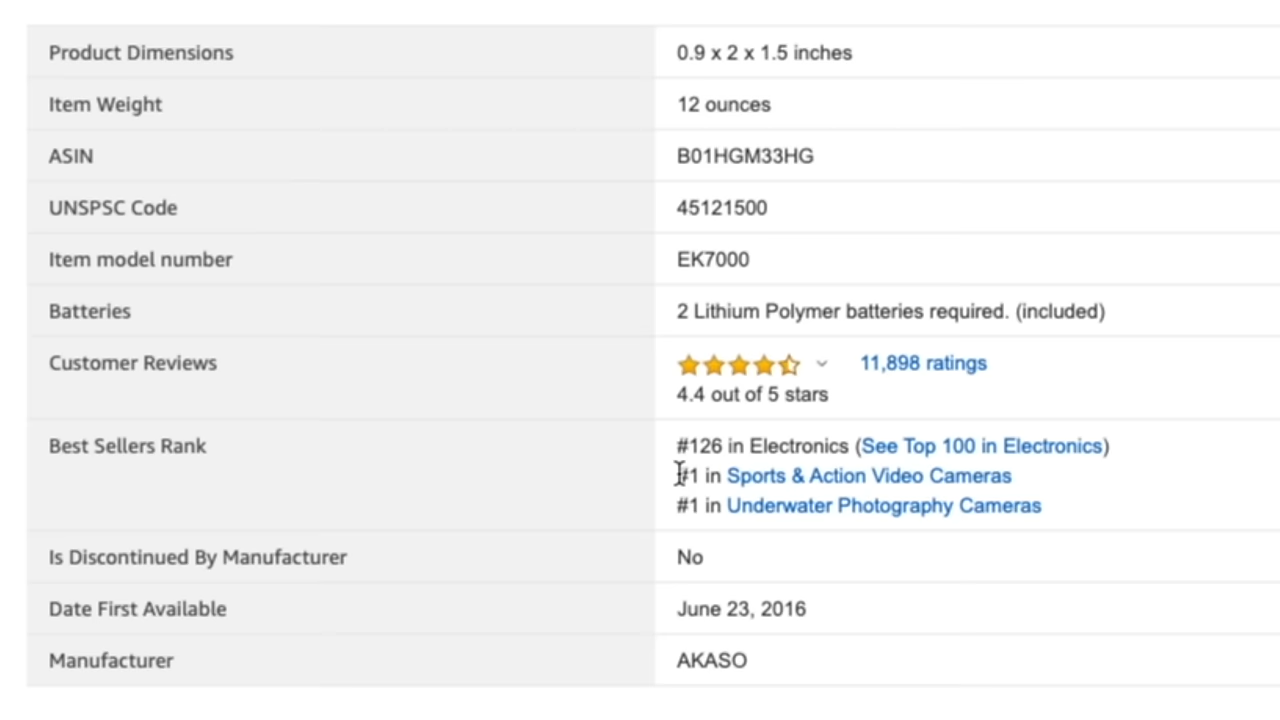 Product Dimensions 0.9 x 2 x 1.5 inches
Item Weight 12 ounces
ASIN B01HGM33HG
UNSPSC Code 45121500
Item model number EK7000
Batteries 2 Lithium Polymer batteries required. (included)
Customer Reviews 11,898 ratings
4.4 out of 5 stars
Best Sellers Rank #126 in Electronics (See Top 100 in Electronics)
#1 in Sports & Action Video Cameras
#1 in Underwater Photography Cameras
Is Discontinued By Manufacturer No
Date First Available June 23, 2016
Manufacturer AKASO